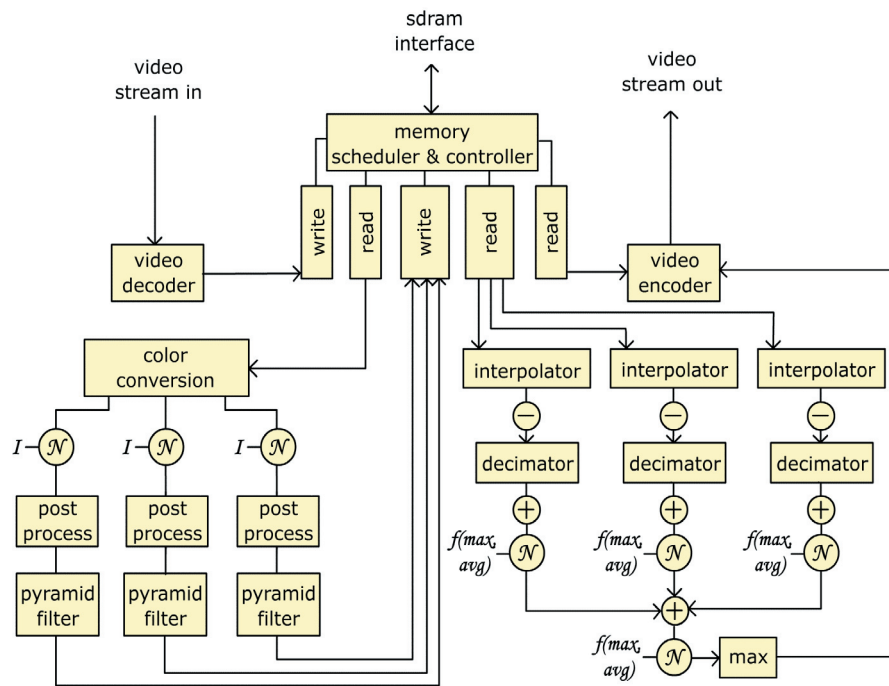 sdram
interface
video
stream in
video
stream out
memory
scheduler & controller
write
read
write
read
read
video
decoder
video
encoder
color
conversion
interpolator
interpolator
interpolator
−
−
−
I
N
I
N
I
N
decimator
decimator
decimator
post
process
post
process
post
process
+
+
+
f(max,
avg)
N
f(max,
avg)
N
f(max,
avg)
N
pyramid
filter
pyramid
filter
pyramid
filter
+
f(max,
avg)
N
max